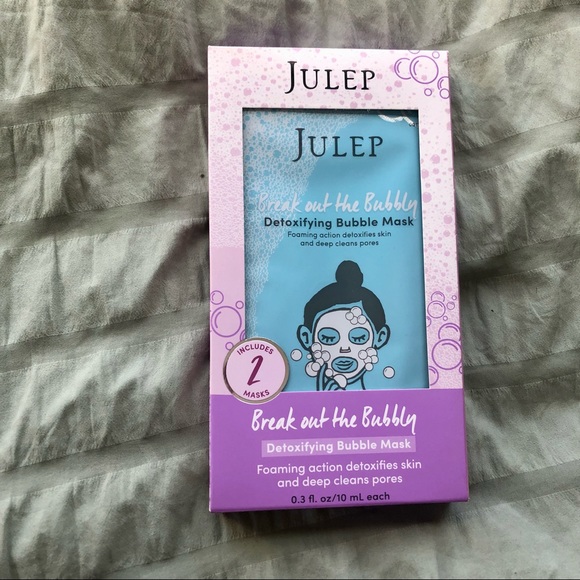 JULEP
JULEP
Break out the Bubbly
Detoxifying Bubble Mask
Foaming action detoxifies skin
and deep cleans pores
INCLUDES
2
MASKS
Break out the Bubbly
Detoxifying Bubble Mask
Foaming action detoxifies skin
and deep cleans pores
0.3 fl. oz/10 mL each